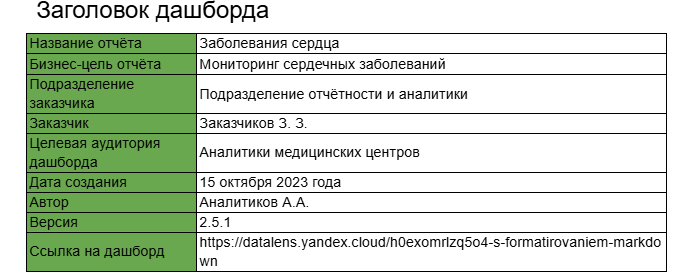 Заголовок дашборда
Название отчёта Заболевания сердца
Бизнес-цель отчёта Мониторинг сердечных заболеваний
Подразделение
заказчика
Подразделение отчётности и аналитики
Заказчик Заказчиков З. З.
Целевая аудитория
дашборда
Аналитики медицинских центров
Дата создания 15 октября 2023 года
Автор Аналитиков А.А.
Версия 2.5.1
Ссылка на дашборд
https://datalens.yandex.cloud/h0exomrlzq5o4-s-formatirovaniem-markdo
wn